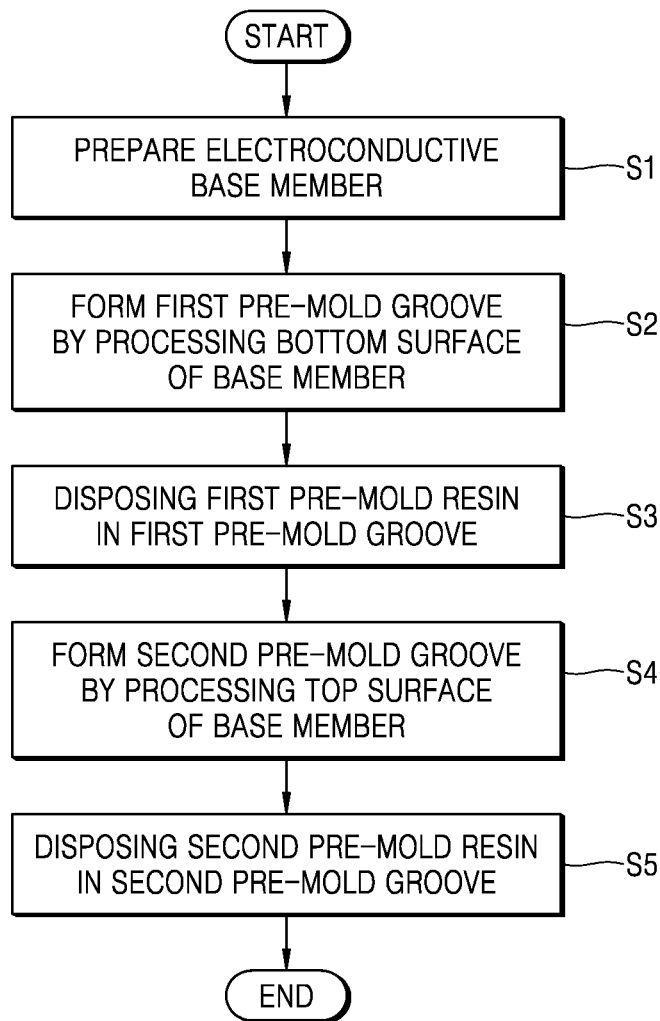 START
PREPARE ELECTROCONDUCTIVE
BASE MEMBER
S1
FORM FIRST PRE-MOLD GROOVE
BY PROCESSING BOTTOM SURFACE
OF BASE MEMBER
S2
DISPOSING FIRST PRE-MOLD RESIN
IN FIRST PRE-MOLD GROOVE
S3
FORM SECOND PRE-MOLD GROOVE
BY PROCESSING TOP SURFACE
OF BASE MEMBER
S4
DISPOSING SECOND PRE-MOLD RESIN
IN SECOND PRE-MOLD GROOVE
S5
END